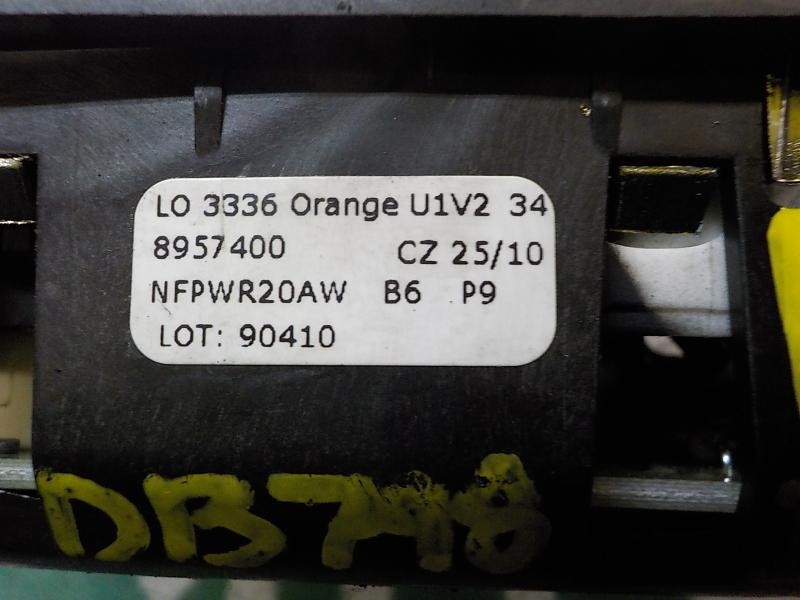 LO 3336 Orange U1V2 34
8957400 CZ 25/10
NFPWR20AW B6 P9
LOT: 90410
DB748